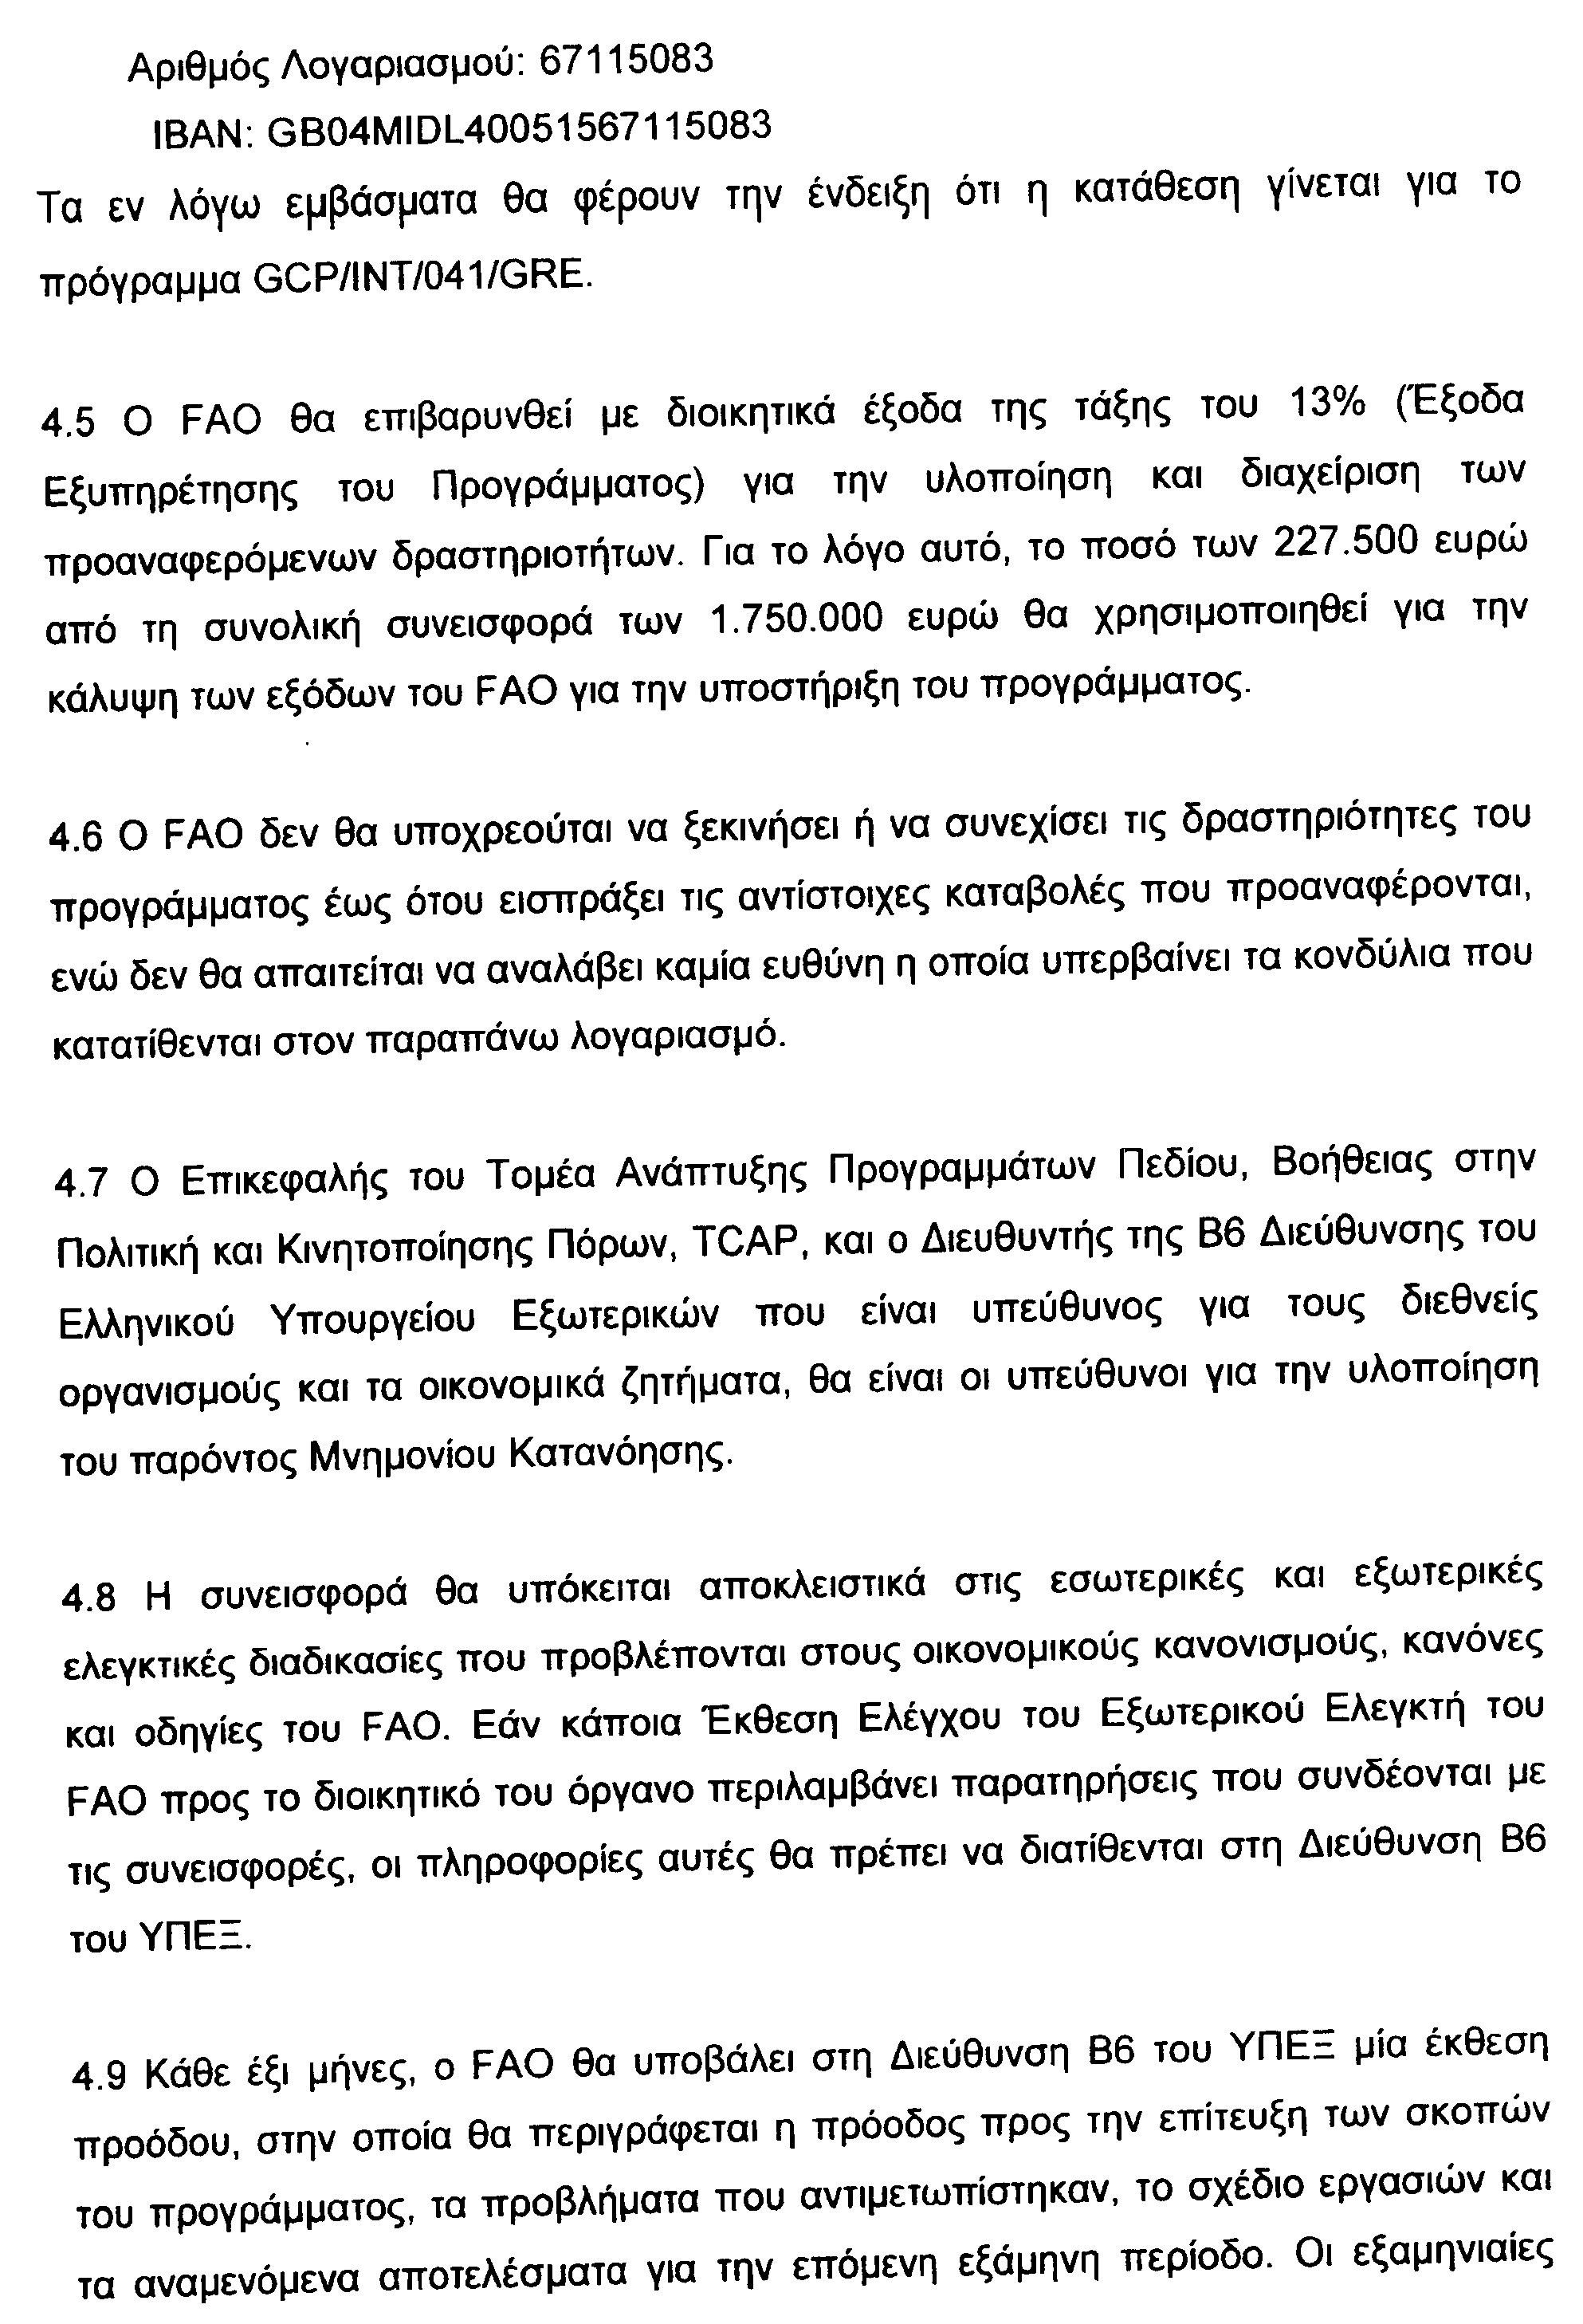 Αριθμός Λογαριασμού: 67115083
IBAN: GB04MIDL40051567115083
Τα εν λόγω εμβάσματα θα φέρουν την ένδειξη ότι η κατάθεση γίνεται για το
πρόγραμμα GCP/INT/041/GRE.
4.5 Ο FAO θα επιβαρυνθεί με διοικητικά έξοδα της τάξης του 13% (Έξοδα
Εξυπηρέτησης του Προγράμματος) για την υλοποίηση και διαχείριση των
προαναφερόμενων δραστηριοτήτων. Για το λόγο αυτό, το ποσό των 227.500 ευρώ
από τη συνολική συνεισφορά των 1.750.000 ευρώ θα χρησιμοποιηθεί για την
κάλυψη των εξόδων του FAO για την υποστήριξη του προγράμματος.
4.6 Ο FAO δεν θα υποχρεούται να ξεκινήσει ή να συνεχίσει τις δραστηριότητες του
προγράμματος έως ότου εισπράξει τις αντίστοιχες καταβολές που προαναφέρονται,
ενώ δεν θα απαιτείται να αναλάβει καμία ευθύνη η οποία υπερβαίνει τα κονδύλια που
κατατίθενται στον παραπάνω λογαριασμό.
4.7 Ο Επικεφαλής του Τομέα Ανάπτυξης Προγραμμάτων Πεδίου, Βοήθειας στην
Πολιτική και Κινητοποίησης Πόρων, TCAP, και ο Διευθυντής της Β6 Διεύθυνσης του
Ελληνικού Υπουργείου Εξωτερικών που είναι υπεύθυνος για τους διεθνείς
οργανισμούς και τα οικονομικά ζητήματα, θα είναι οι υπεύθυνοι για την υλοποίηση
του παρόντος Μνημονίου Κατανόησης.
4.8 Η συνεισφορά θα υπόκειται αποκλειστικά στις εσωτερικές και εξωτερικές
ελεγκτικές διαδικασίες που προβλέπονται στους οικονομικούς κανονισμούς, κανόνες
και οδηγίες του FAO. Εάν κάποια Έκθεση Ελέγχου του Εξωτερικού Ελεγκτή του
FAO προς το διοικητικό του όργανο περιλαμβάνει παρατηρήσεις που συνδέονται με
τις συνεισφορές, οι πληροφορίες αυτές θα πρέπει να διατίθενται στη Διεύθυνση Β6
του ΥΠΕΞ.
4.9 Κάθε έξι μήνες, ο FAO θα υποβάλει στη Διεύθυνση Β6 του ΥΠΕΞ μία έκθεση
προόδου, στην οποία θα περιγράφεται η πρόοδος προς την επίτευξη των σκοπών
του προγράμματος, τα προβλήματα που αντιμετωπίστηκαν, το σχέδιο εργασιών και
τα αναμενόμενα αποτελέσματα για την επόμενη εξάμηνη περίοδο. Οι εξαμηνιαίες